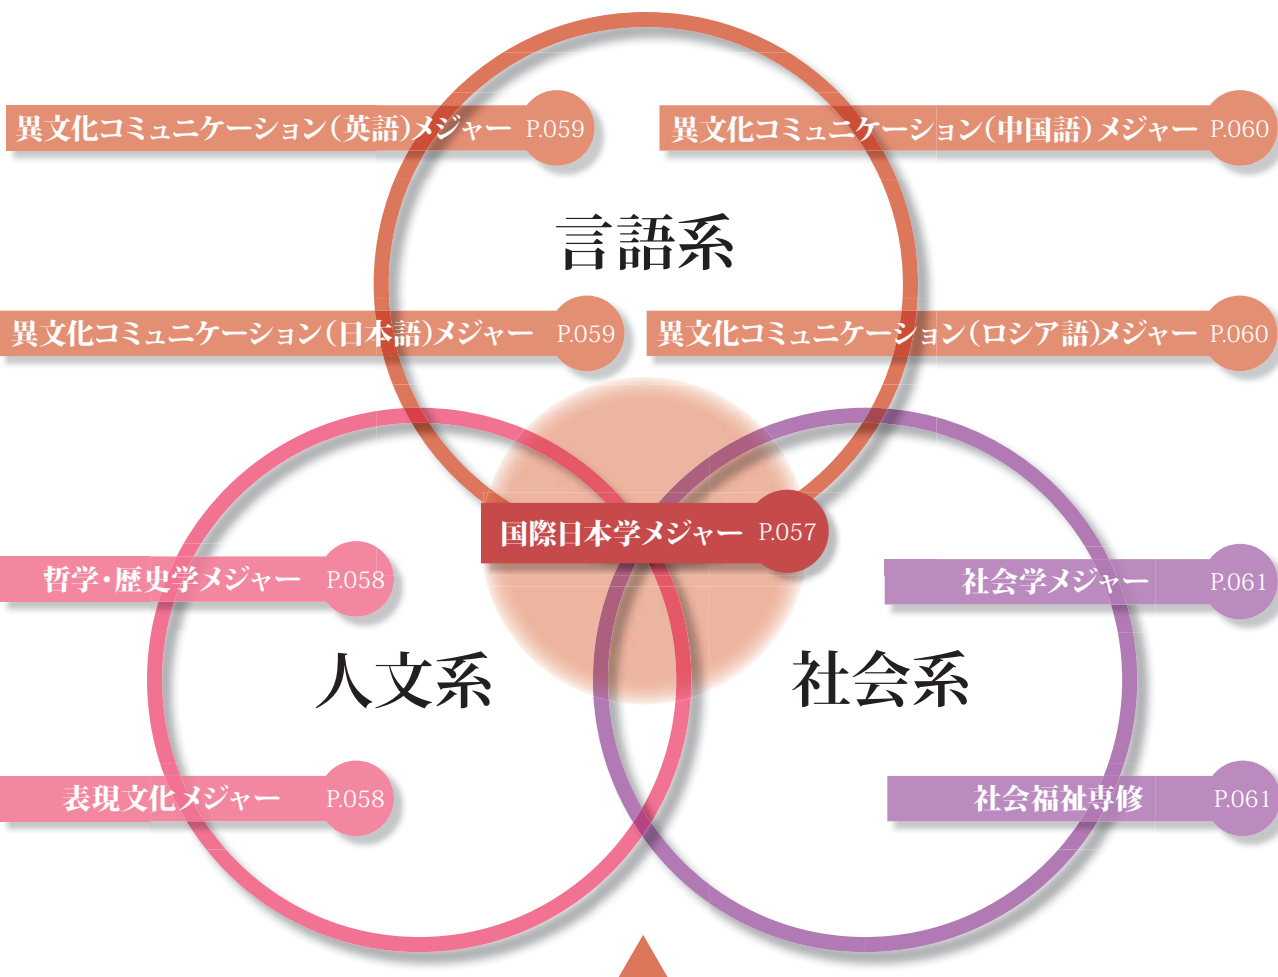 異文化コミュニケーション(英語)メジャー P.059
異文化コミュニケーション(中国語)メジャー P.060
言語系
異文化コミュニケーション(日本語)メジャー P.059
異文化コミュニケーション(ロシア語)メジャー P.060
国際日本学メジャー P.057
哲学・歴史学メジャー P.058
社会学メジャー P.061
人文系
社会系
表現文化メジャー P.058
社会福祉専修 P.061